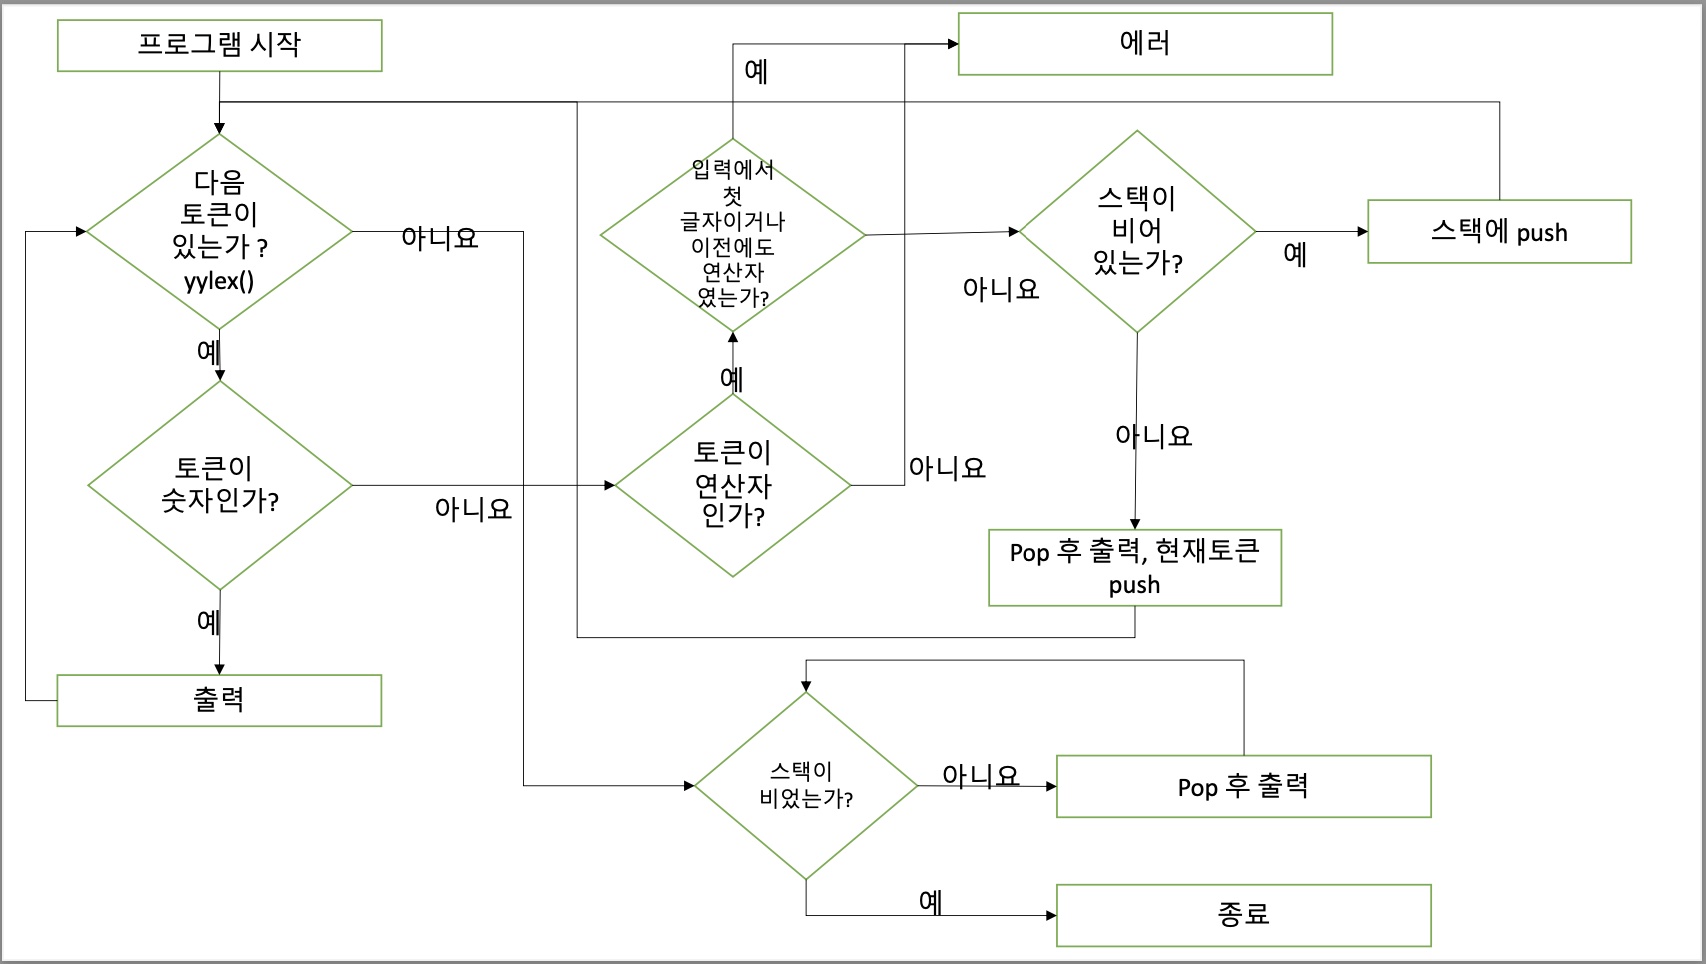 프로그램 시작
에러
예
다음
토큰이
있는가 ?
yylex()
아니요
입력에서
첫
글자이거나
이전에도
연산자
였는가?
스택이
비어
있는가?
예
스택에 push
아니요
예
예
아니요
토큰이
숫자인가?
아니요
토큰이
연산자
인가?
아니요
Pop 후 출력, 현재토큰
push
예
출력
스택이
비었는가?
아니요
Pop 후 출력
예
종료